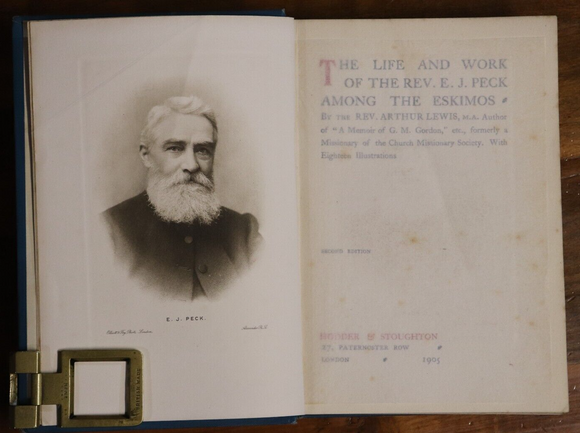 E. J. PECK.
THE LIFE AND WORK
OF THE REV. E. J. PECK
AMONG THE ESKIMOS
BY THE REV. ARTHUR LEWIS, M.A. Author
of "A Memoir of G. M. Gordon," etc., formerly a
Missionary of the Church Missionary Society. With
Eighteen Illustrations
SECOND EDITION
HODDER & STOUGHTON
27, PATERNOSTER ROW
LONDON 1905